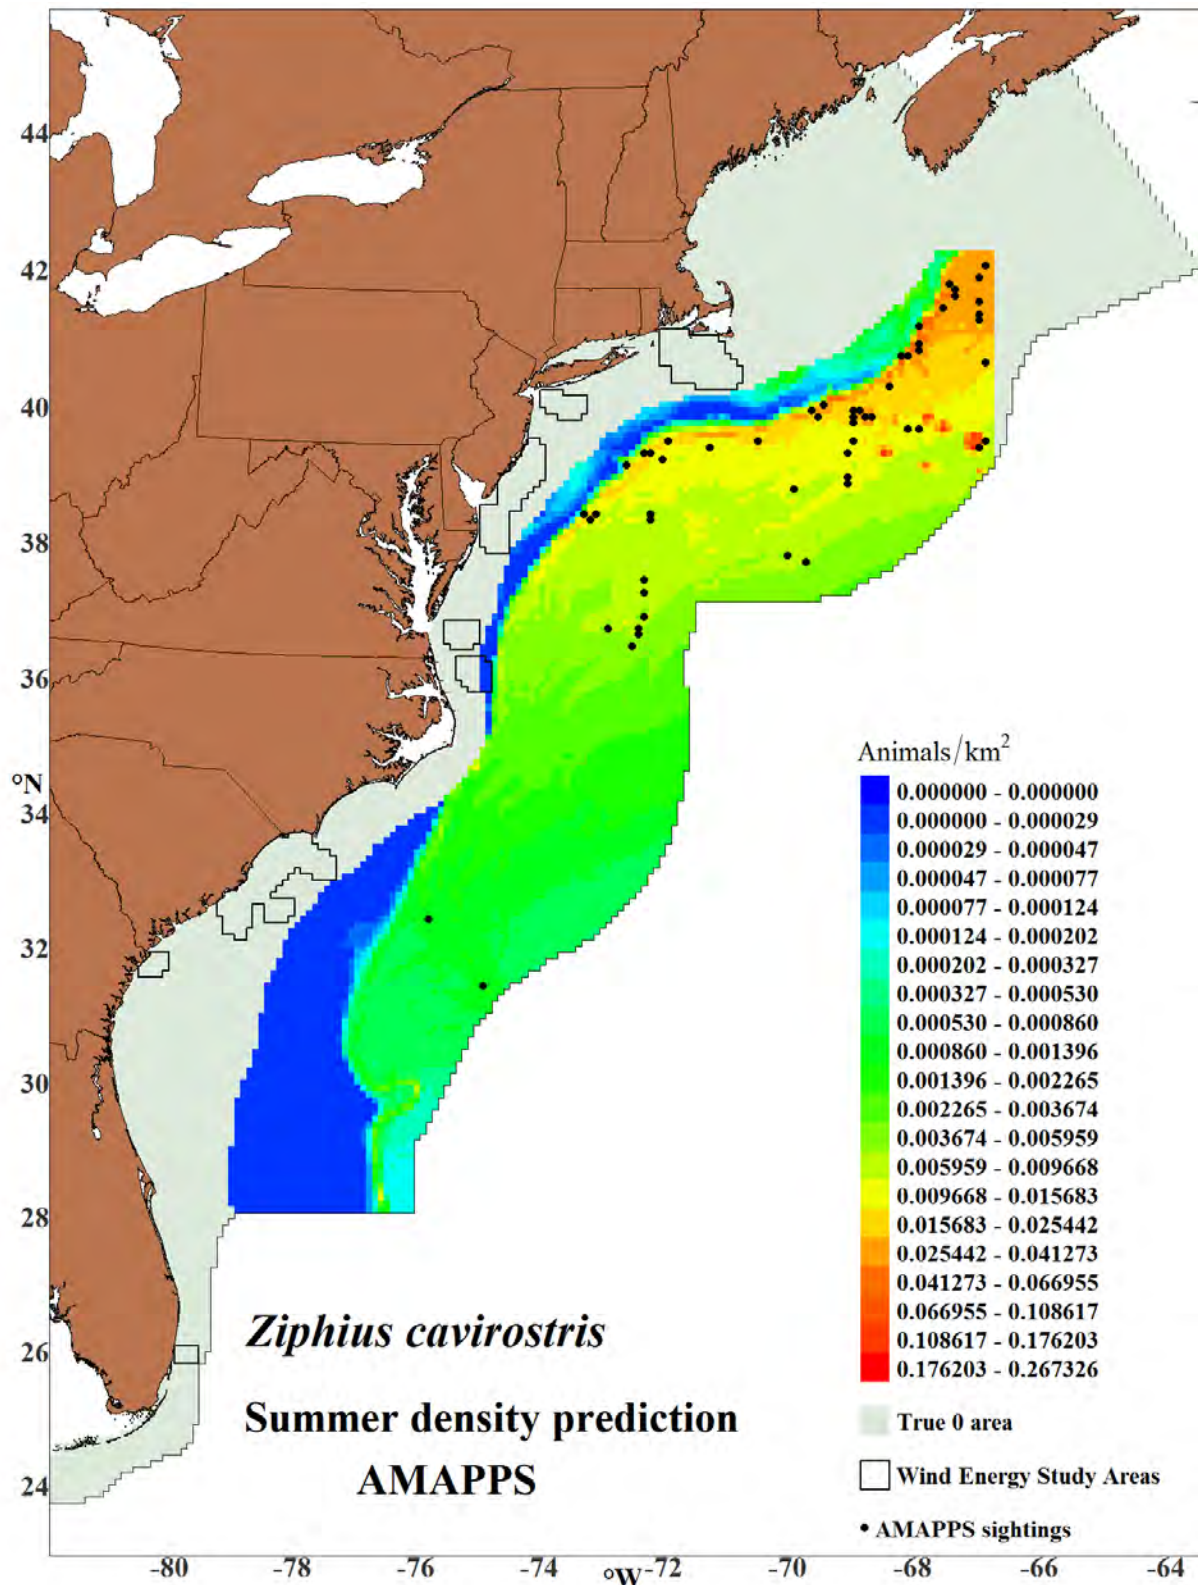 44
42
40
38
36
°N
34
32
30
28
26
24
Animals/km²
0.000000 - 0.000000
0.000000 - 0.000029
0.000029 - 0.000047
0.000047 - 0.000077
0.000077 - 0.000124
0.000124 - 0.000202
0.000202 - 0.000327
0.000327 - 0.000530
0.000530 - 0.000860
0.000860 - 0.001396
0.001396 - 0.002265
0.002265 - 0.003674
0.003674 - 0.005959
0.005959 - 0.009668
0.009668 - 0.015683
0.015683 - 0.025442
0.025442 - 0.041273
0.041273 - 0.066955
0.066955 - 0.108617
0.108617 - 0.176203
0.176203 - 0.267326
True 0 area
Wind Energy Study Areas
AMAPPS sightings
Ziphius cavirostris
Summer density prediction
AMAPPS
-80 -78 -76 -74 -72 -70 -68 -66 -64
°W